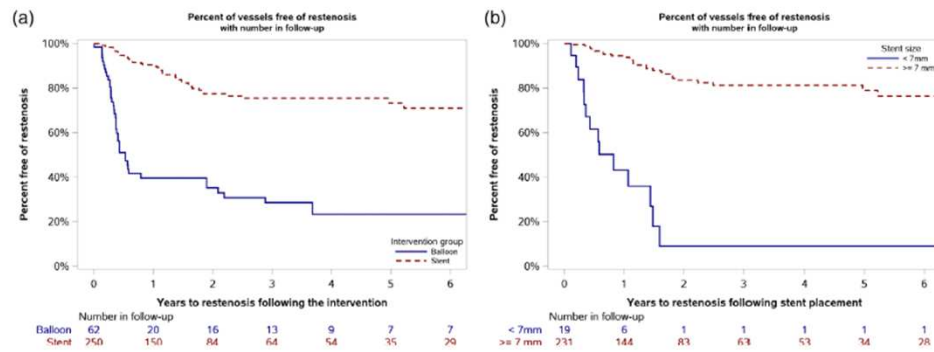 (a)
Percent of vessels free of restenosis
with number in follow-up
Percent free of restenosis
100%
80%
60%
40%
20%
0%
Intervention group
Balloon
Stent
0 1 2 3 4 5 6
Years to restenosis following the intervention
Number in follow-up
Balloon 62 20 16 13 9 7 7
Stent 250 150 84 64 54 35 29
(b)
Percent of vessels free of restenosis
with number in follow-up
Percent free of restenosis
100%
80%
60%
40%
20%
0%
Stent size
< 7mm
>= 7 mm
0 1 2 3 4 5 6
Years to restenosis following stent placement
Number in follow-up
< 7mm 19 6 1 1 1 1 1
>= 7 mm 231 144 83 63 53 34 28